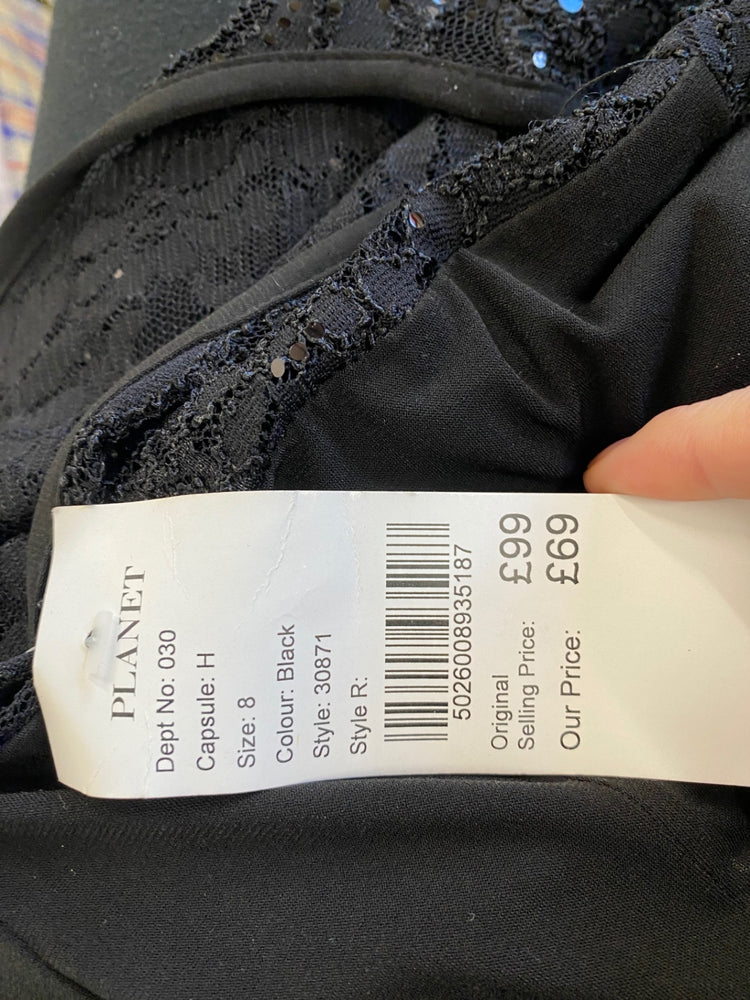 PLANET
Dept No: 030
Capsule: H
Size: 8
Colour: Black
Style: 30871
Style R:
5026008935187
Original
Selling Price: £99
Our Price: £69